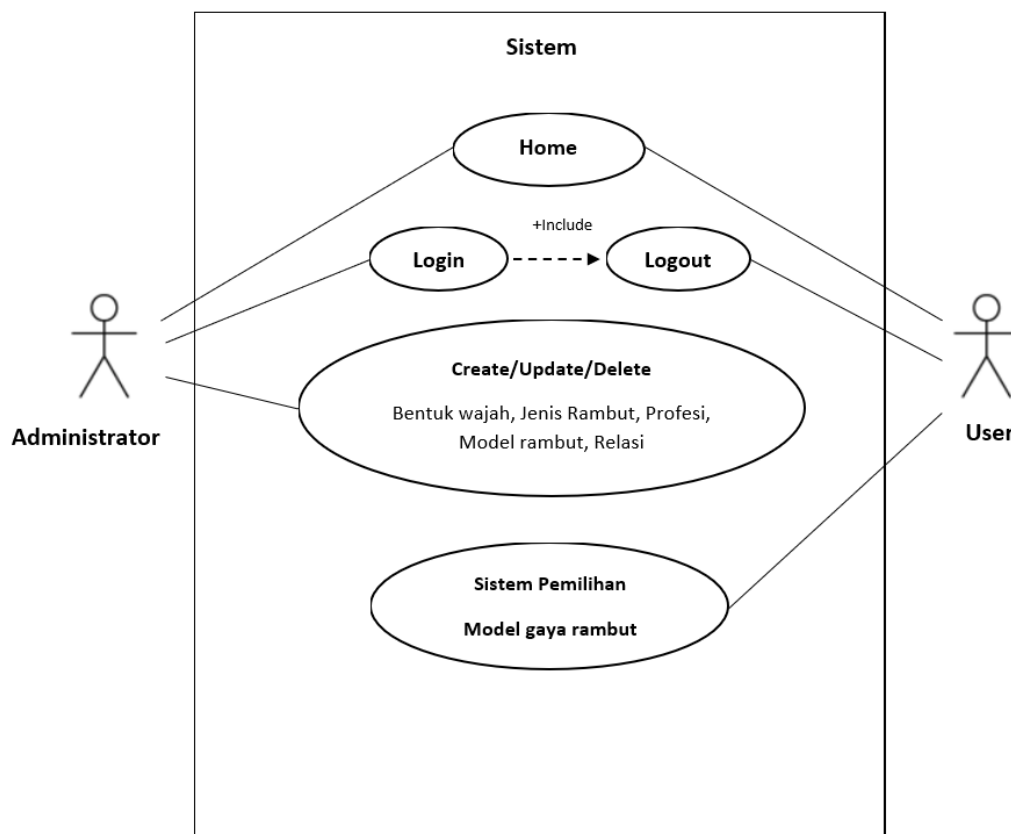 Sistem
Home
+Include
Login
Logout
Create/Update/Delete
Bentuk wajah, Jenis Rambut, Profesi,
Model rambut, Relasi
Administrator
User
Sistem Pemilihan
Model gaya rambut